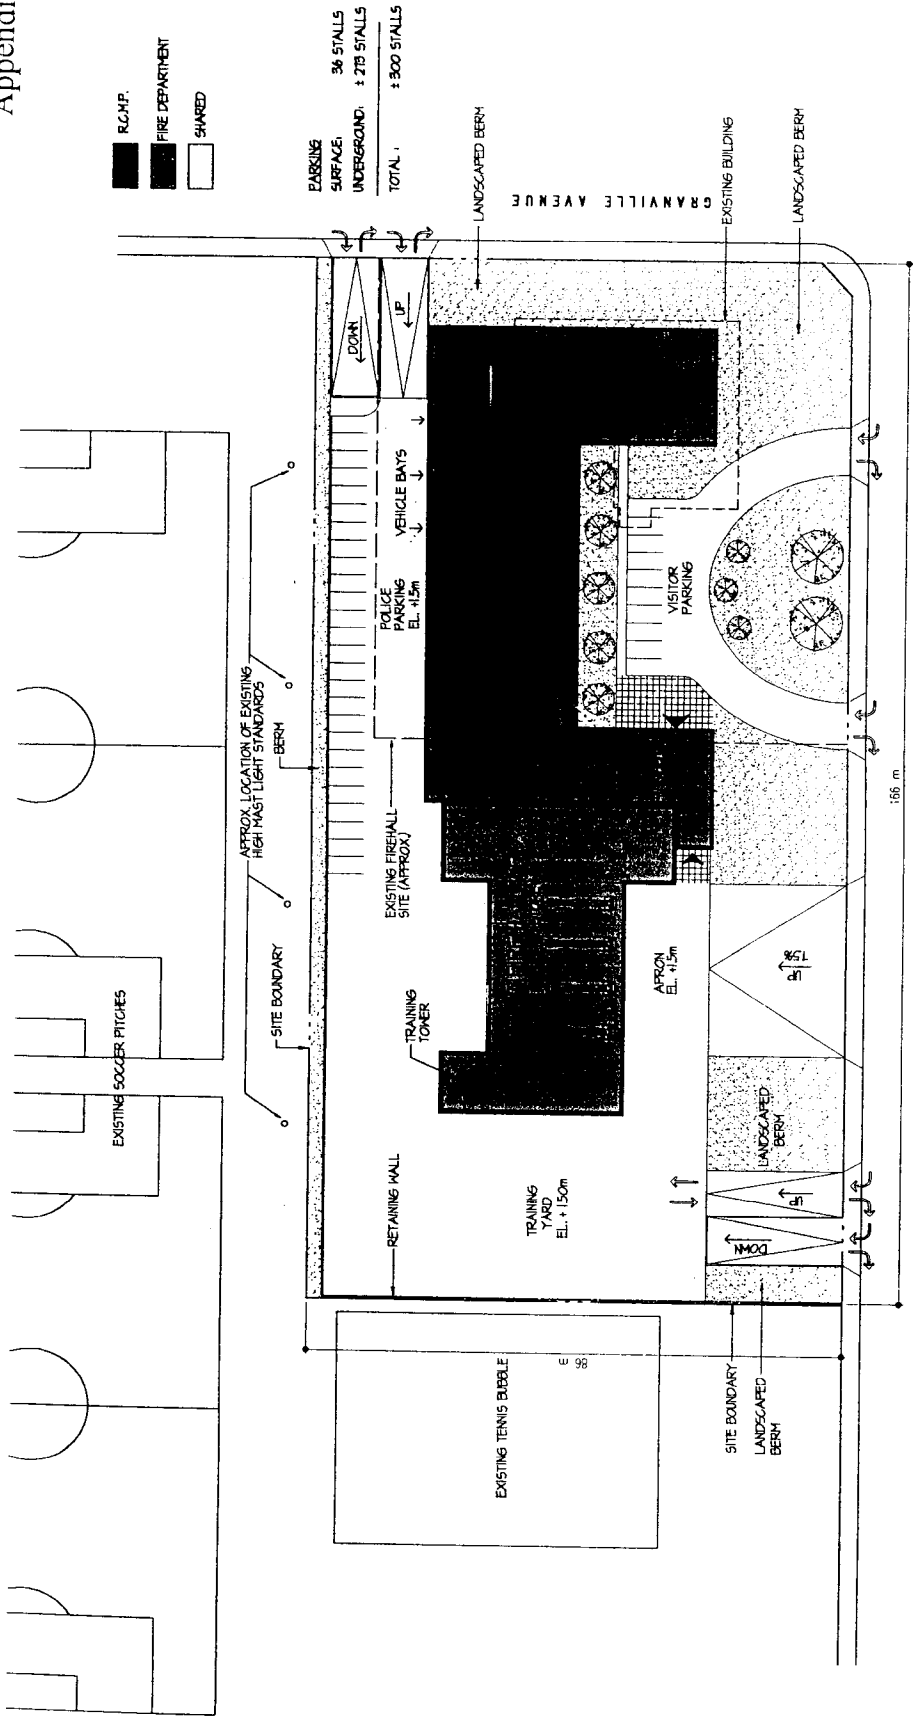 Appendi
R.C.M.P.
FIRE DEPARTMENT
SHARED
PARKING
SURFACE: 36 STALLS
UNDERGROUND: ± 273 STALLS
TOTAL: ± 300 STALLS
LANDSCAPED BERM
GRANVILLE AVENUE
EXISTING BUILDING
LANDSCAPED BERM
DOWN
UP
VEHICLE BAYS
POLICE
PARKING
EL. +1.5m
VISITOR
PARKING
APPROX. LOCATION OF EXISTING
HIGH MAST LIGHT STANDARDS
BERM
EXISTING FIREHALL
SITE (APPROX.)
SITE BOUNDARY
EXISTING SOCCER PITCHES
TRAINING
TOWER
APRON
EL. +1.5m
UP
7.5%
166 m
LANDSCAPED
BERM
RETAINING WALL
TRAINING
YARD
EL. + 1.50m
UP
DOWN
EXISTING TENNIS BUBBLE
98 m
SITE BOUNDARY
LANDSCAPED
BERM